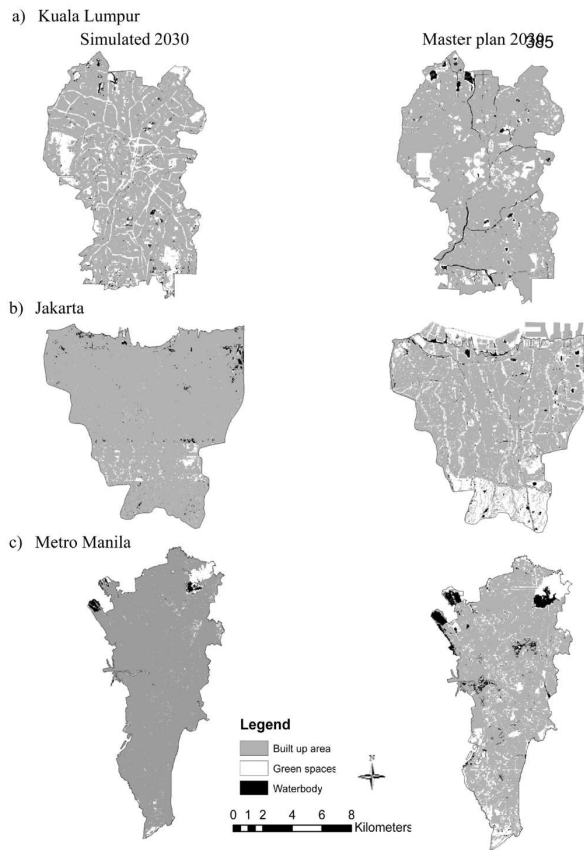 a) Kuala Lumpur
Simulated 2030 Master plan 2030
385
b) Jakarta
c) Metro Manila
Legend
Built up area
Green spaces
Waterbody
N
0 1 2 4 6 8
Kilometers